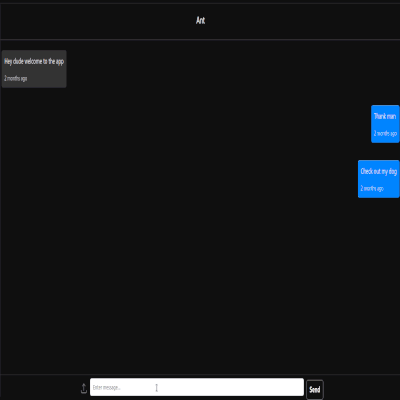 Ant
Hey dude welcome to the app
2 months ago
Thank man
2 months ago
Check out my dog
2 months ago
Enter message...
Send